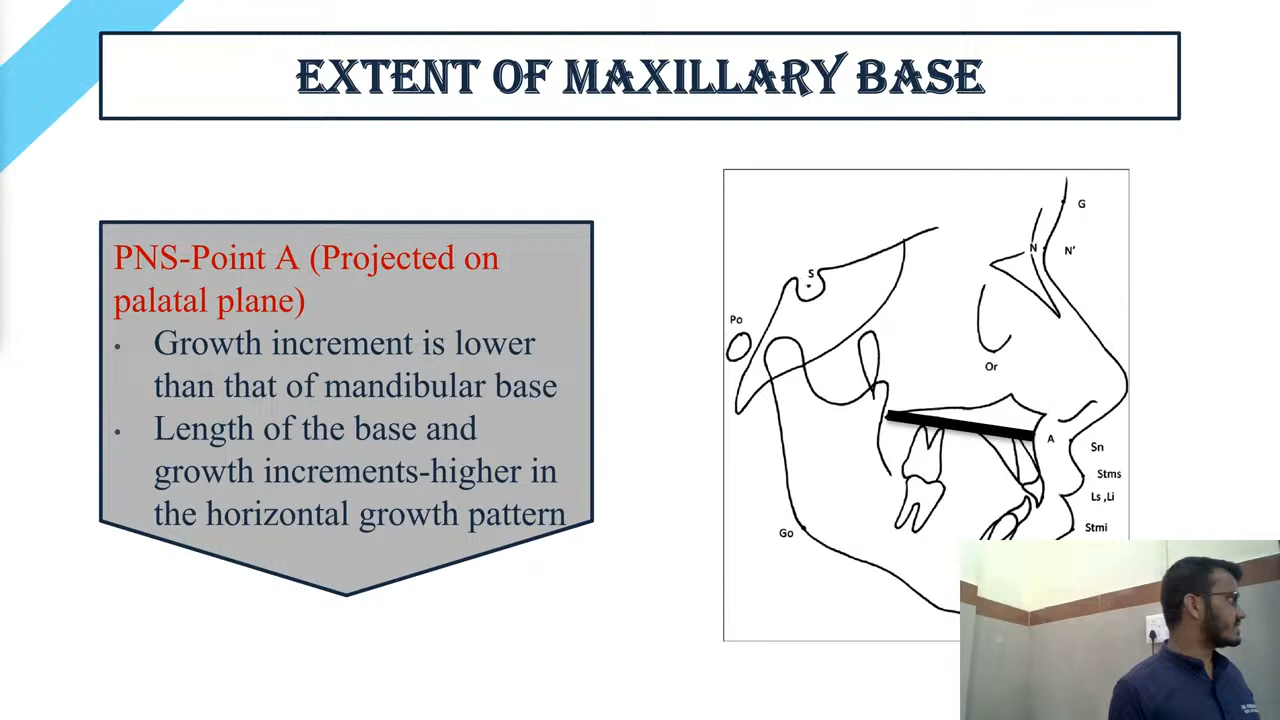 EXTENT OF MAXILLARY BASE
PNS-Point A (Projected on
palatal plane)
• Growth increment is lower
than that of mandibular base
• Length of the base and
growth increments-higher in
the horizontal growth pattern
G
N
N'
S
Po
Or
A
Sn
Stms
Ls ,Li
Stmi
Go